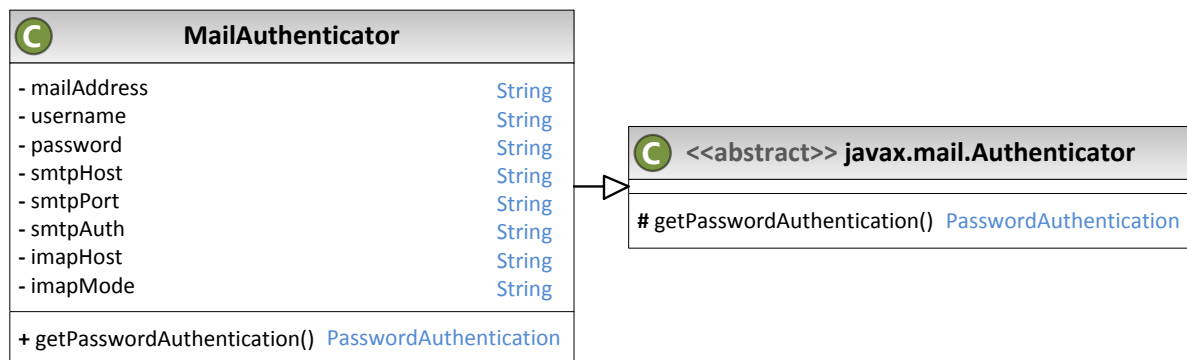 C MailAuthenticator
- mailAddress String
- username String
- password String
- smtpHost String
- smtpPort String
- smtpAuth String
- imapHost String
- imapMode String
+ getPasswordAuthentication() PasswordAuthentication
C <<abstract>> javax.mail.Authenticator
# getPasswordAuthentication() PasswordAuthentication